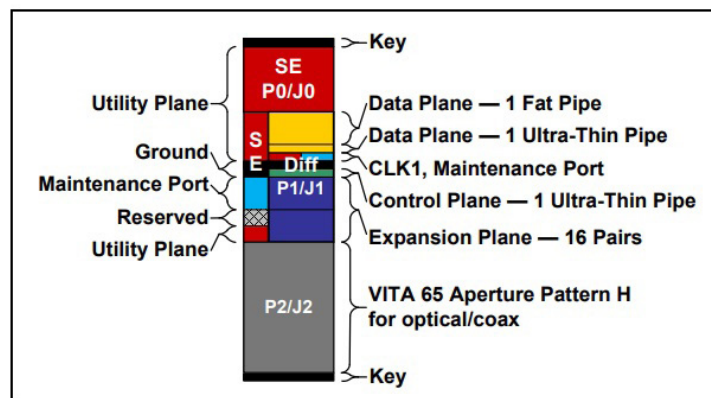 Key
SE
P0/J0
Utility Plane
Data Plane — 1 Fat Pipe
Data Plane — 1 Ultra-Thin Pipe
S
E
Ground
Diff
CLK1, Maintenance Port
Maintenance Port
P1/J1
Control Plane — 1 Ultra-Thin Pipe
Reserved
Expansion Plane — 16 Pairs
Utility Plane
P2/J2
VITA 65 Aperture Pattern H
for optical/coax
Key